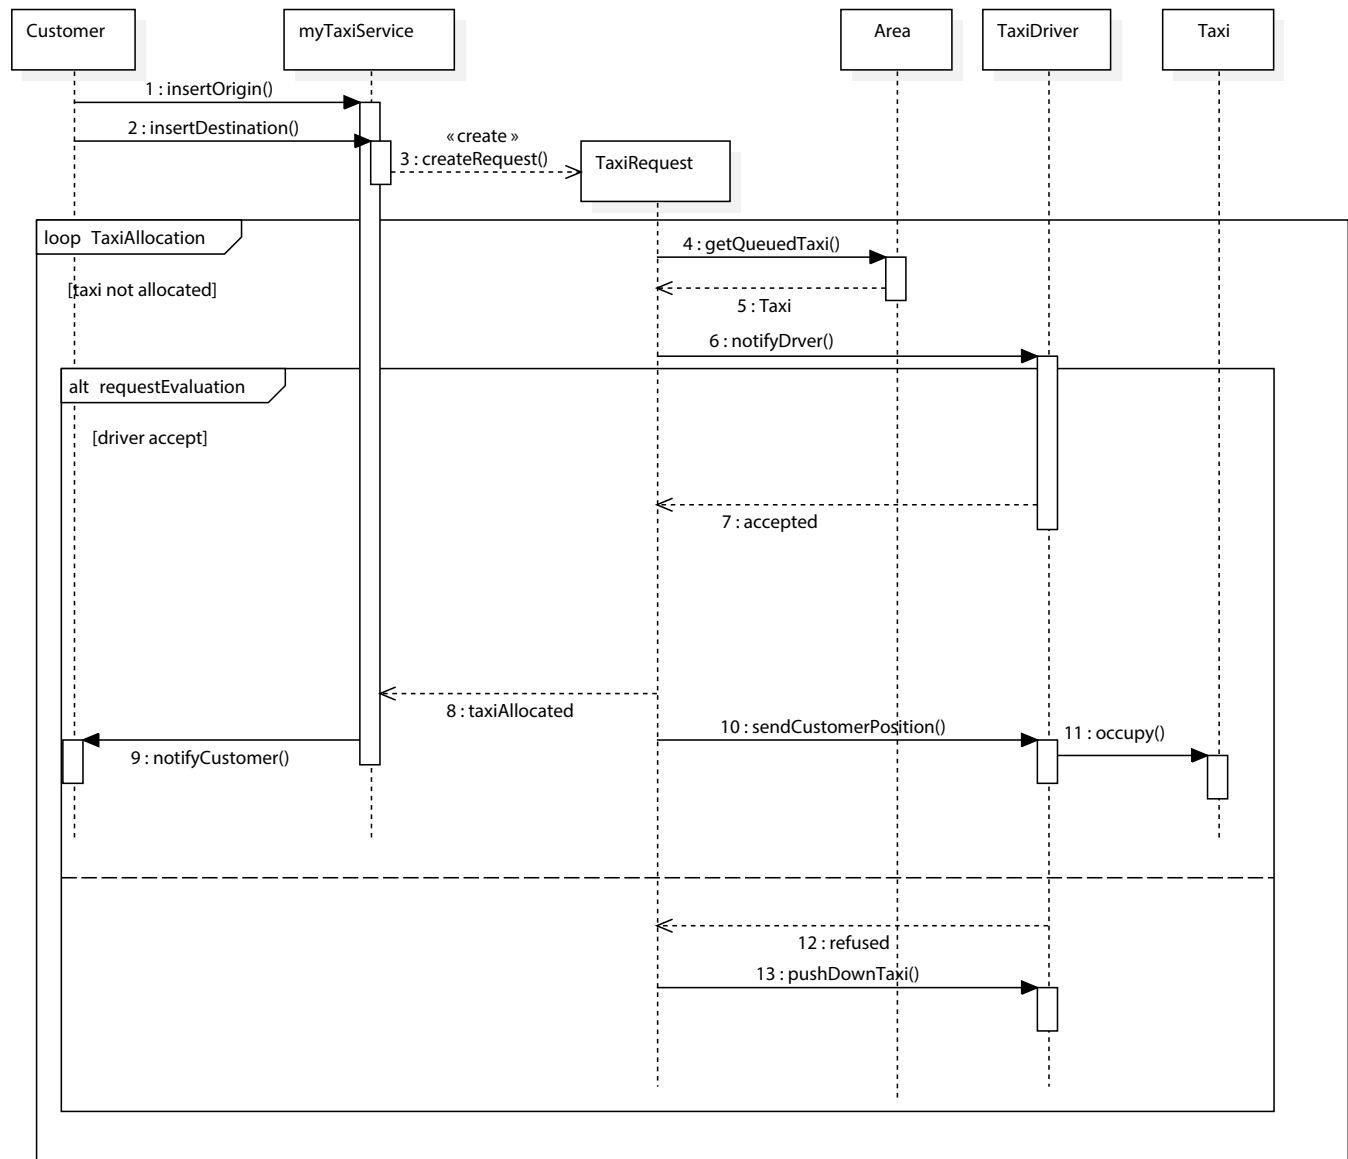 Customer
myTaxiService
Area
TaxiDriver
Taxi
1 : insertOrigin()
2 : insertDestination()
« create »
3 : createRequest()
TaxiRequest
loop TaxiAllocation
4 : getQueuedTaxi()
[taxi not allocated]
5 : Taxi
6 : notifyDrver()
alt requestEvaluation
[driver accept]
7 : accepted
8 : taxiAllocated
10 : sendCustomerPosition()
11 : occupy()
9 : notifyCustomer()
12 : refused
13 : pushDownTaxi()